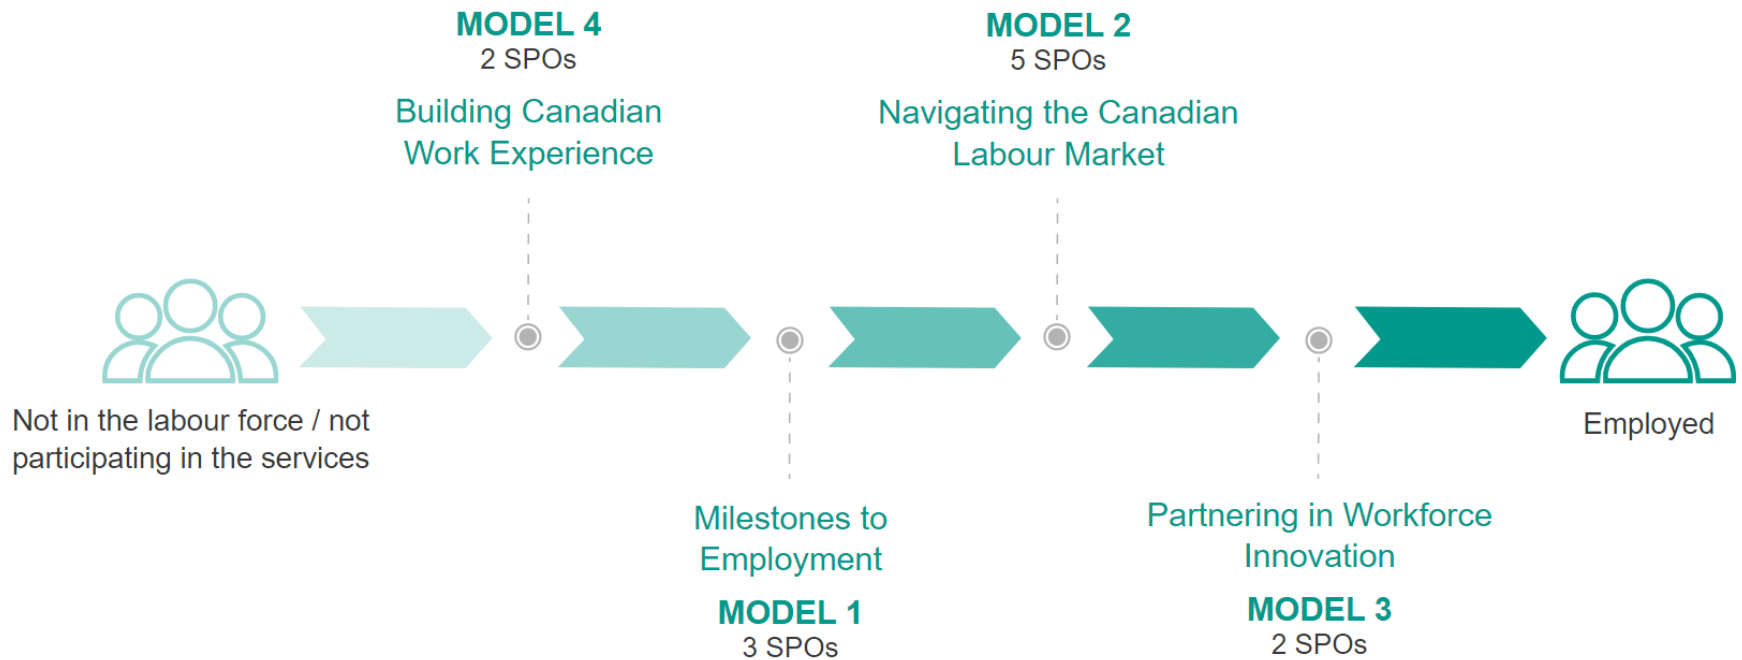 MODEL 4
2 SPOs
Building Canadian
Work Experience
MODEL 2
5 SPOs
Navigating the Canadian
Labour Market
Not in the labour force / not
participating in the services
Employed
Milestones to
Employment
MODEL 1
3 SPOs
Partnering in Workforce
Innovation
MODEL 3
2 SPOs